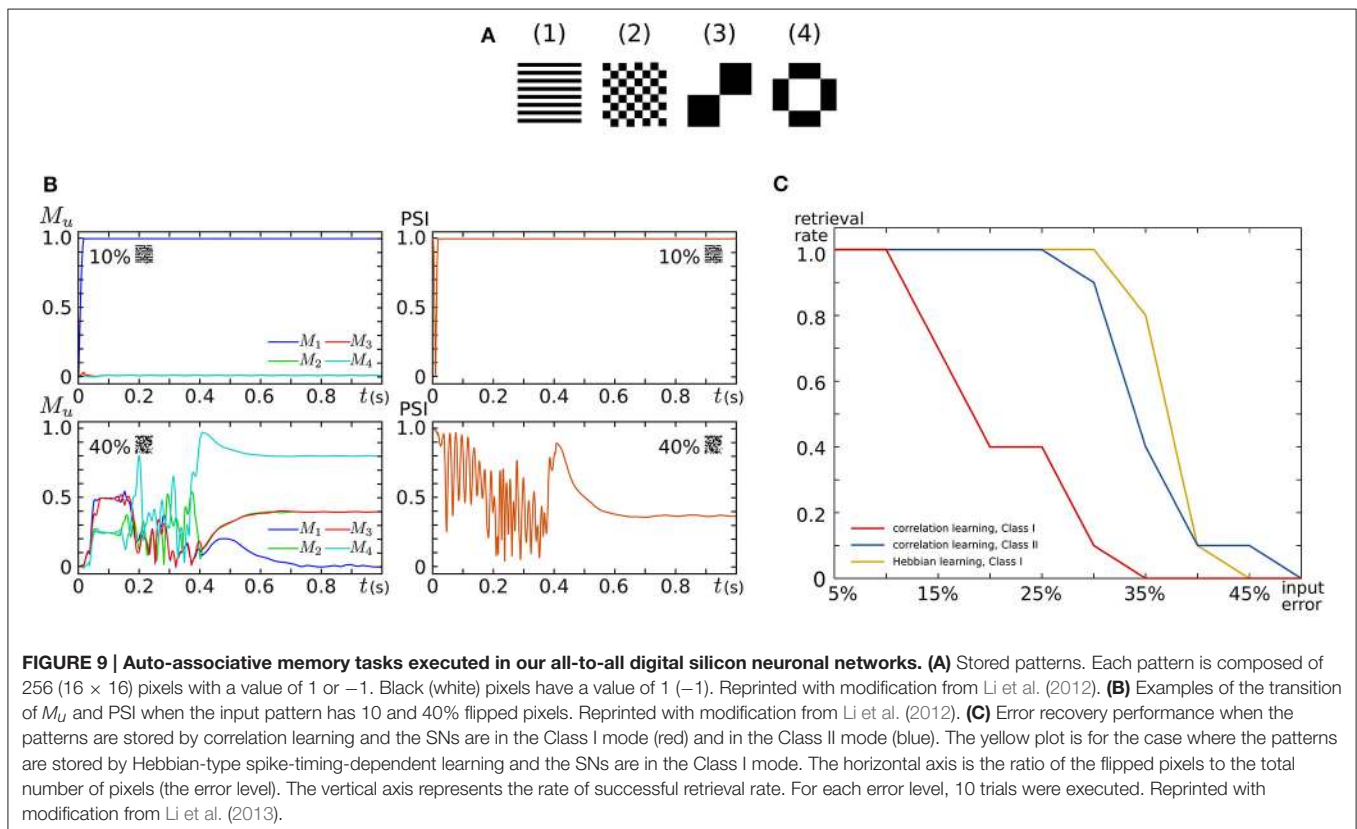 A (1) (2) (3) (4)
B
M_u
1.0
10%
0.5
M_1 M_3
M_2 M_4
0
0 0.2 0.4 0.6 0.8 t(s)
PSI
1.0
10%
0.5
0
0 0.2 0.4 0.6 0.8 t(s)
M_u
1.0
40%
0.5
M_1 M_3
M_2 M_4
0
0 0.2 0.4 0.6 0.8 t(s)
PSI
1.0
40%
0.5
0
0 0.2 0.4 0.6 0.8 t(s)
C
retrieval
rate
1.0
0.8
0.6
0.4
0.2
0
correlation learning, Class I
correlation learning, Class II
Hebbian learning, Class I
5% 15% 25% 35% 45% input
error
FIGURE 9 | Auto-associative memory tasks executed in our all-to-all digital silicon neuronal networks. (A) Stored patterns. Each pattern is composed of
256 (16 × 16) pixels with a value of 1 or −1. Black (white) pixels have a value of 1 (−1). Reprinted with modification from Li et al. (2012). (B) Examples of the transition
of M_u and PSI when the input pattern has 10 and 40% flipped pixels. Reprinted with modification from Li et al. (2012). (C) Error recovery performance when the
patterns are stored by correlation learning and the SNs are in the Class I mode (red) and in the Class II mode (blue). The yellow plot is for the case where the patterns
are stored by Hebbian-type spike-timing-dependent learning and the SNs are in the Class I mode. The horizontal axis is the ratio of the flipped pixels to the total
number of pixels (the error level). The vertical axis represents the rate of successful retrieval rate. For each error level, 10 trials were executed. Reprinted with
modification from Li et al. (2013).